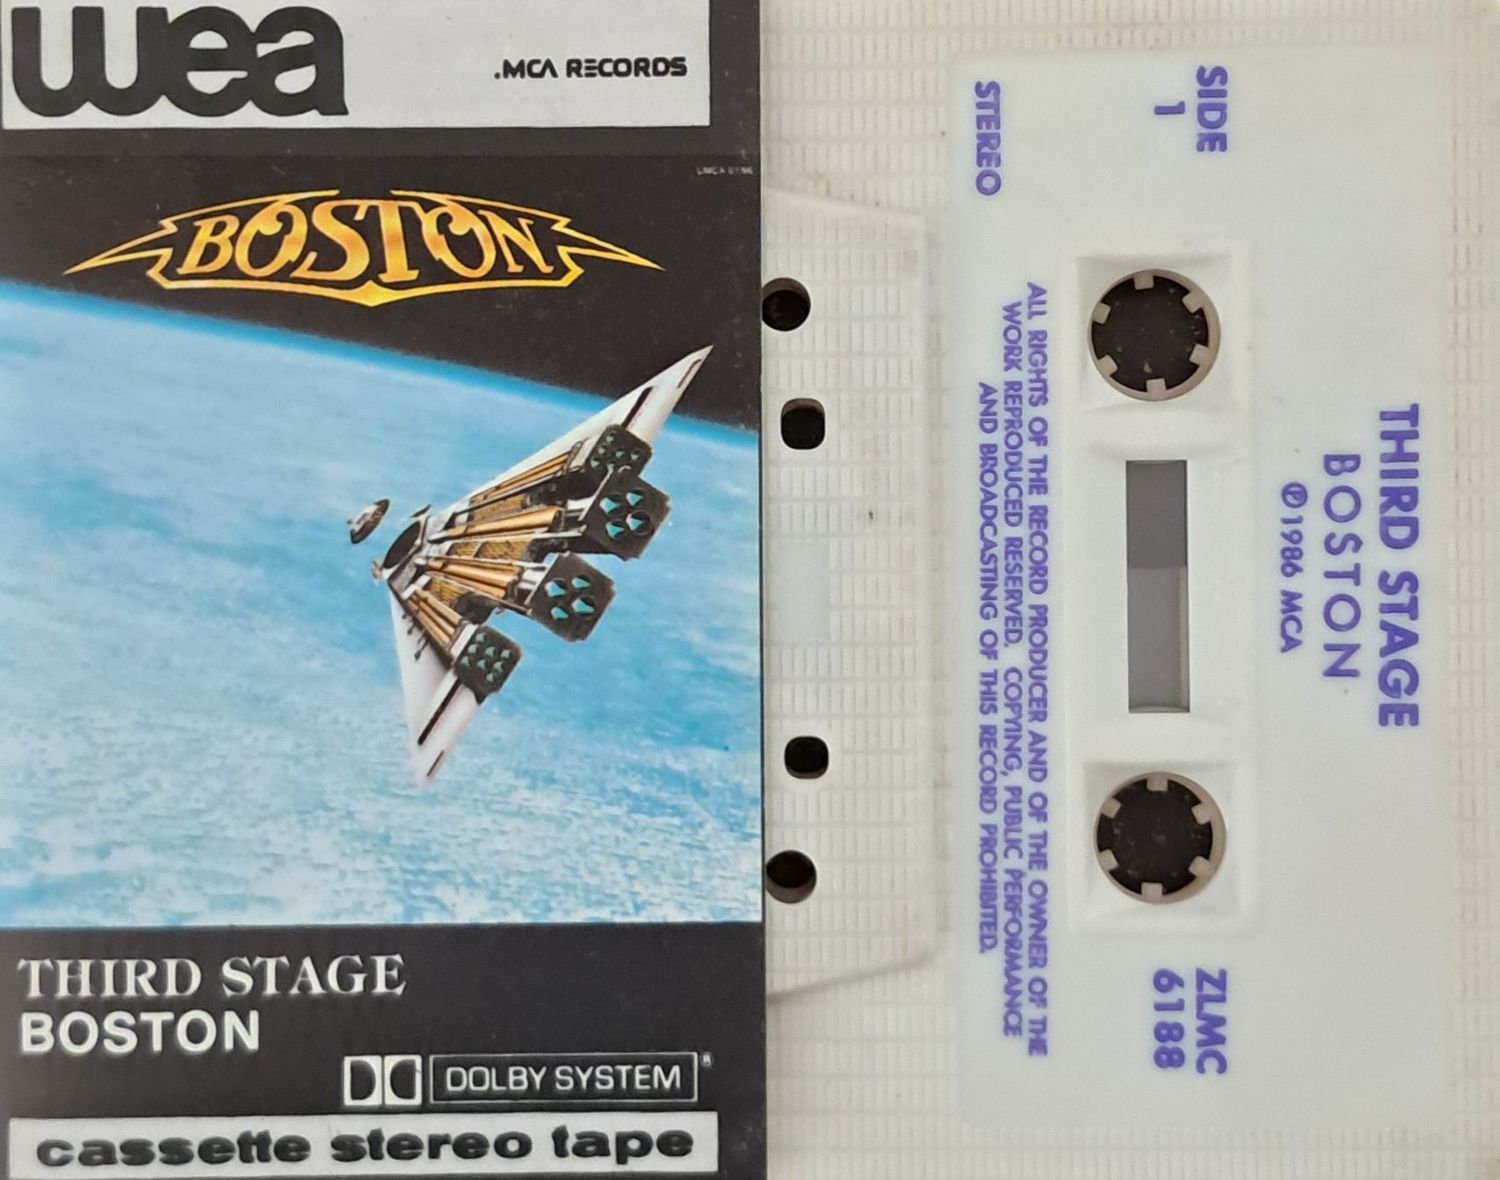 wea
.MCA RECORDS
BOSTON
THIRD STAGE
BOSTON
DOLBY SYSTEM
®
cassette stereo tape
SIDE
1
STEREO
THIRD STAGE
BOSTON
℗ 1986 MCA
ZLMC
6188
ALL RIGHTS OF THE RECORD PRODUCER AND OF THE OWNER OF THE
WORK REPRODUCED RESERVED. COPYING, PUBLIC PERFORMANCE
AND BROADCASTING OF THIS RECORD PROHIBITED.